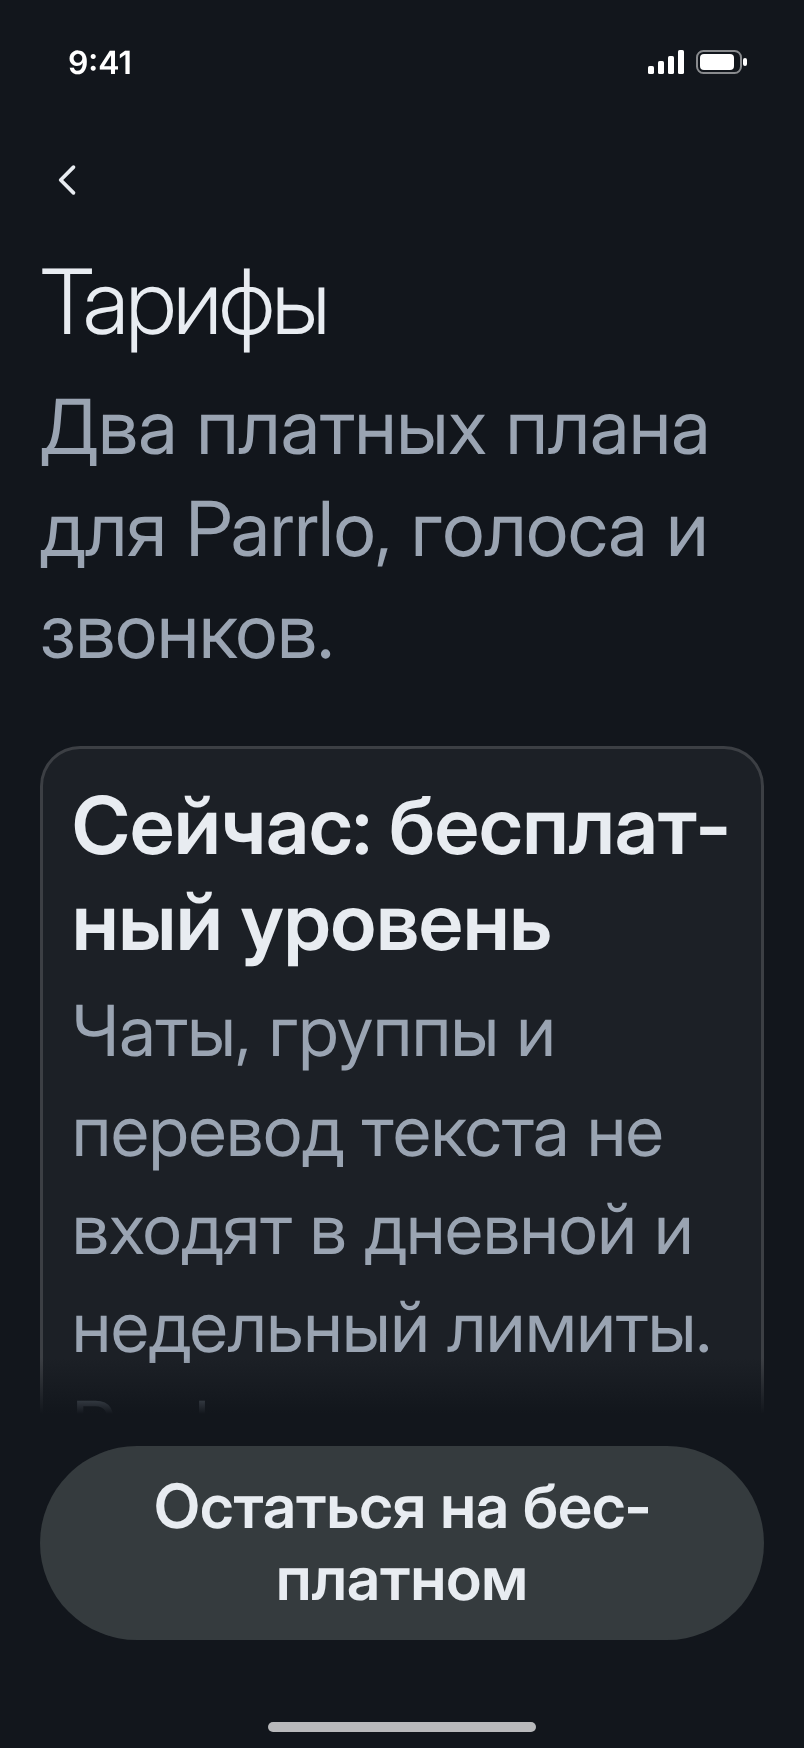 9:41
Тарифы
Два платных плана
для Parrlo, голоса и
звонков.
Сейчас: бесплат-
ный уровень
Чаты, группы и
перевод текста не
входят в дневной и
недельный лимиты.
Остаться на бес-
платном